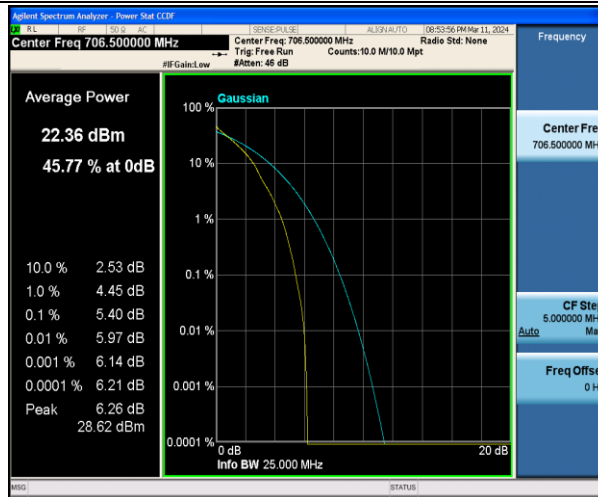 Agilent Spectrum Analyzer - Power Stat CCDF
RL RF 50 Ω AC SENSE:PULSE ALIGN AUTO 08:53:56 PM Mar 11, 2024
Center Freq 706.500000 MHz
Center Freq: 706.500000 MHz Radio Std: None
Trig: Free Run Counts:10.0 M/10.0 Mpt
#IFGain:Low #Atten: 46 dB
Frequency
Average Power
22.36 dBm
45.77 % at 0dB
10.0 % 2.53 dB
1.0 % 4.45 dB
0.1 % 5.40 dB
0.01 % 5.97 dB
0.001 % 6.14 dB
0.0001 % 6.21 dB
Peak 6.26 dB
28.62 dBm
Gaussian
100 %
10 %
1 %
0.1 %
0.01 %
0.001 %
0.0001 %
0 dB 20 dB
Info BW 25.000 MHz
Center Fre
706.500000 MH
CF Ste
5.000000 MH
Auto Ma
Freq Offse
0 H
MSG STATUS